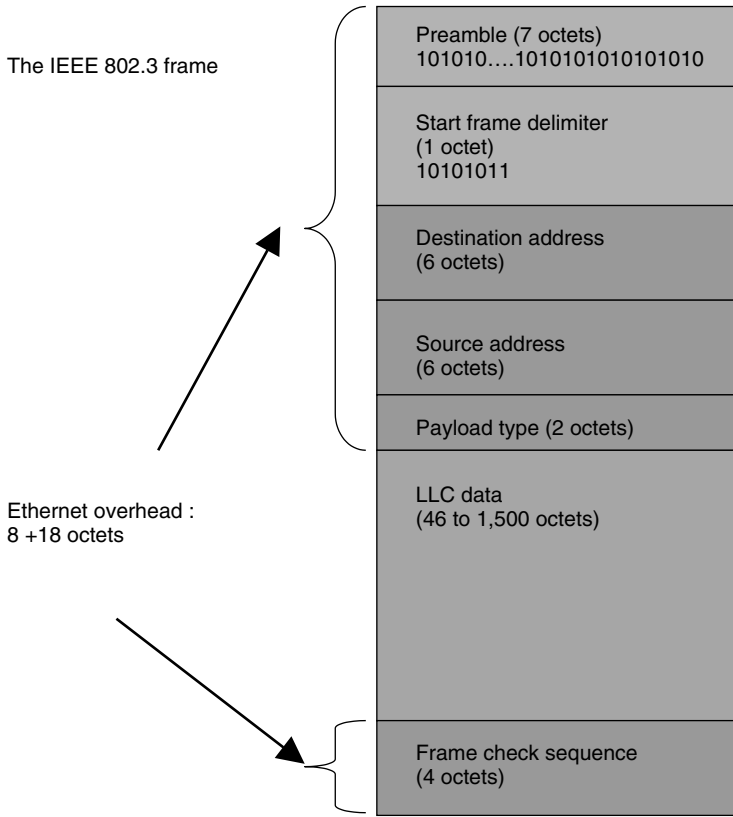 The IEEE 802.3 frame
Preamble (7 octets)
101010....1010101010101010
Start frame delimiter
(1 octet)
10101011
Destination address
(6 octets)
Source address
(6 octets)
Payload type (2 octets)
Ethernet overhead :
8 +18 octets
LLC data
(46 to 1,500 octets)
Frame check sequence
(4 octets)